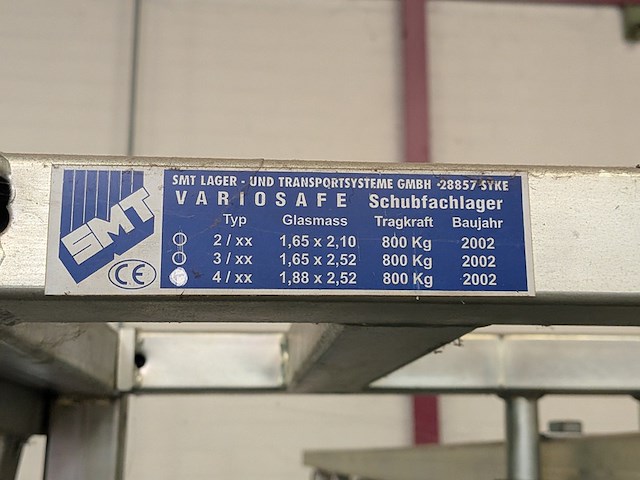 SMT
CE
SMT LAGER - UND TRANSPORTSYSTEME GMBH -28857 SYKE
VARIOSAFE Schubfachlager
Typ Glasmass Tragkraft Baujahr
2 / xx 1,65 x 2,10 800 Kg 2002
3 / xx 1,65 x 2,52 800 Kg 2002
4 / xx 1,88 x 2,52 800 Kg 2002